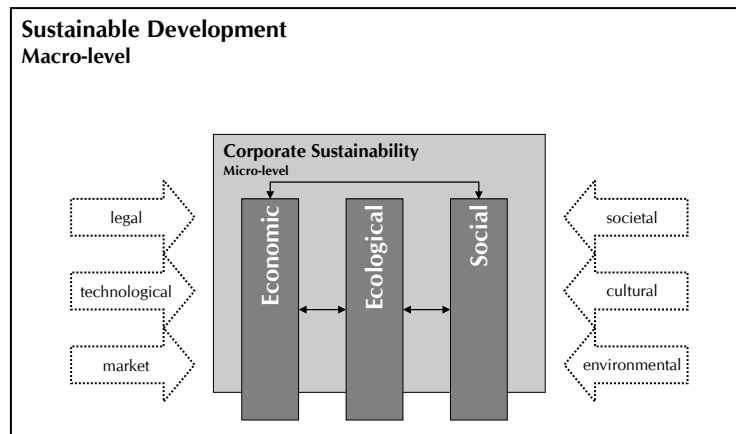 Sustainable Development
Macro-level
Corporate Sustainability
Micro-level
legal
technological
market
Economic
Ecological
Social
societal
cultural
environmental